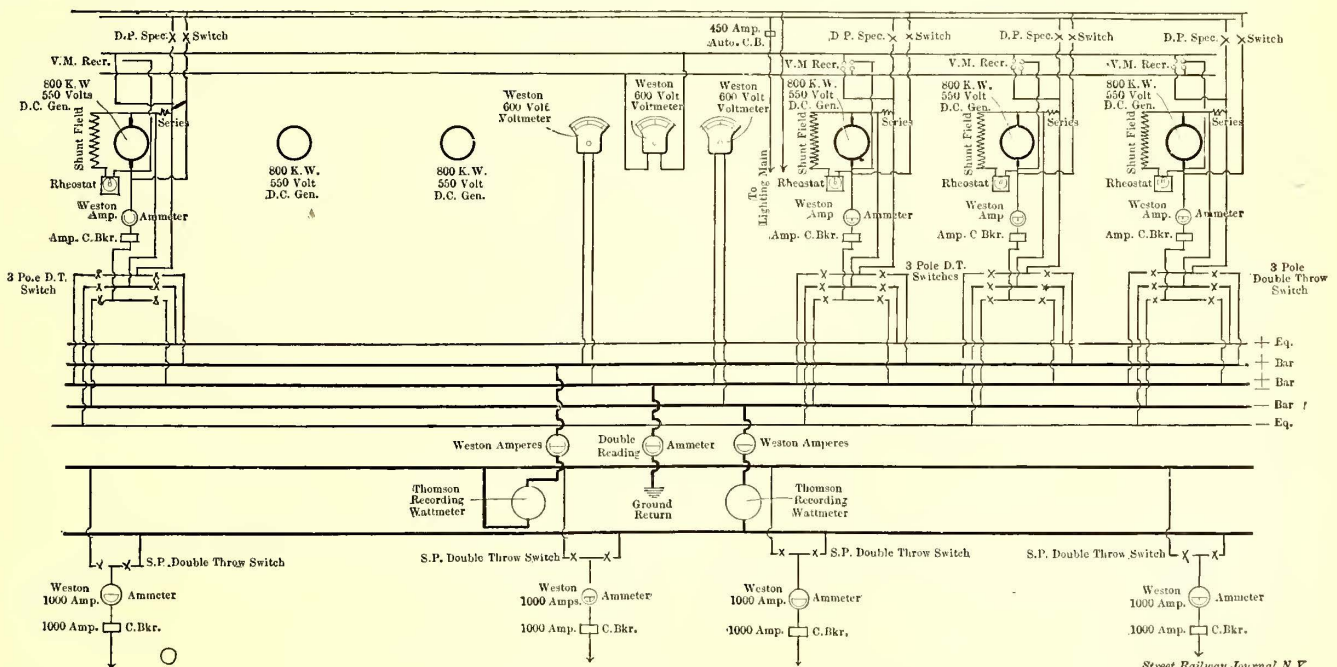 D.P. Spec. Switch
450 Amp.
Auto. C.B.
D P. Spec. Switch
D.P. Spec. Switch
D.P. Spec. Switch
V.M. Recr.
V.M. Recr.
V.M. Recr.
V.M. Recr.
800 K.W
550 Volts
D.C. Gen.
Shunt Field
Series
Rheostat
Weston
Amp. Ammeter
Amp. C.Bkr.
3 Pole D.T.
Switch
800 K.W.
550 Volt
D.C. Gen.
800 K.W.
550 Volt
D.C. Gen.
Weston
600 Volt
Voltmeter
Weston
600 Volt
Voltmeter
Weston
600 Volt
Voltmeter
To
Lighting Main
800 K.W.
550 Volt
D.C. Gen.
Shunt Field
Series
Rheostat
Weston
Amp Ammeter
Amp. C.Bkr.
3 Pole D.T.
Switches
800 K.W.
550 Volt
D.C. Gen.
Shunt Field
Series
Rheostat
Weston
Amp Ammeter
Amp. C Bkr.
800 K.W.
550 Volt
D.C. Gen.
Shunt Field
Series
Rheostat
Weston
Amp. Ammeter
Amp. C.Bkr.
3 Pole
Double Throw
Switch
+ Eq.
+ Bar
± Bar
— Bar
— Eq.
Weston Amperes
Double
Reading Ammeter
Weston Amperes
Thomson
Recording
Wattmeter
Ground
Return
Thomson
Recording
Wattmeter
S.P. Double Throw Switch
S.P. Double Throw Switch
S.P. Double Throw Switch
S.P. Double Throw Switch
Weston
1000 Amp. Ammeter
1000 Amp. C.Bkr.
Weston
1000 Amps. Ammeter
1000 Amp. C.Bkr.
Weston
1000 Amp. Ammeter
1000 Amp. C.Bkr.
Weston
1000 Amp. Ammeter
1000 Amp. C.Bkr.
Street Railway Journal N.Y.